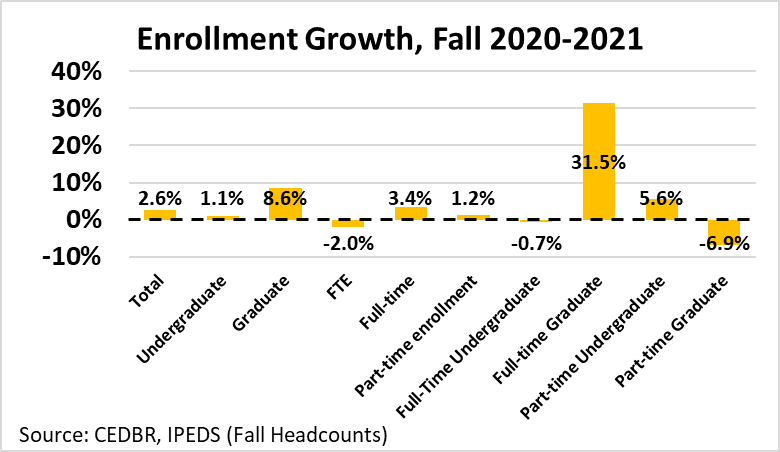 Enrollment Growth, Fall 2020-2021
40%
30%
20%
10%
0%
-10%
2.6%
1.1%
8.6%
-2.0%
3.4%
1.2%
-0.7%
31.5%
5.6%
-6.9%
Total
Undergraduate
Graduate
FTE
Full-time
Part-time enrollment
Full-Time Undergraduate
Full-time Graduate
Part-time Undergraduate
Part-time Graduate
Source: CEDBR, IPEDS (Fall Headcounts)